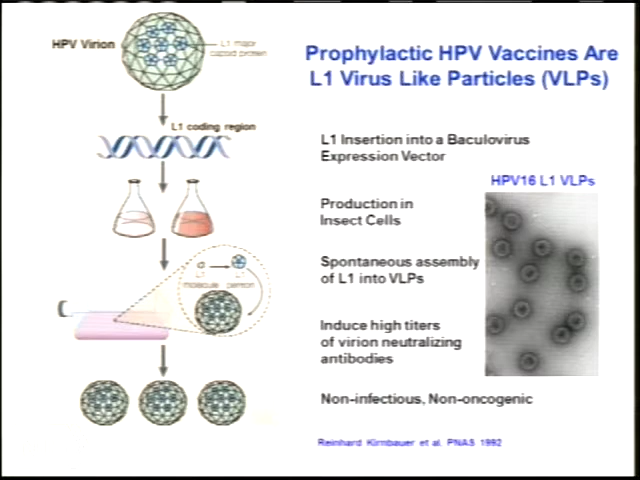 Prophylactic HPV Vaccines Are
L1 Virus Like Particles (VLPs)
HPV Virion
L1 major
capsid protein
L1 coding region
L1 Insertion into a Baculovirus
Expression Vector
HPV16 L1 VLPs
Production in
Insect Cells
Spontaneous assembly
of L1 into VLPs
L1
molecule
Induce high titers
of virion neutralizing
antibodies
Non-infectious, Non-oncogenic
Reinhard Kirnbauer et al. PNAS 1992